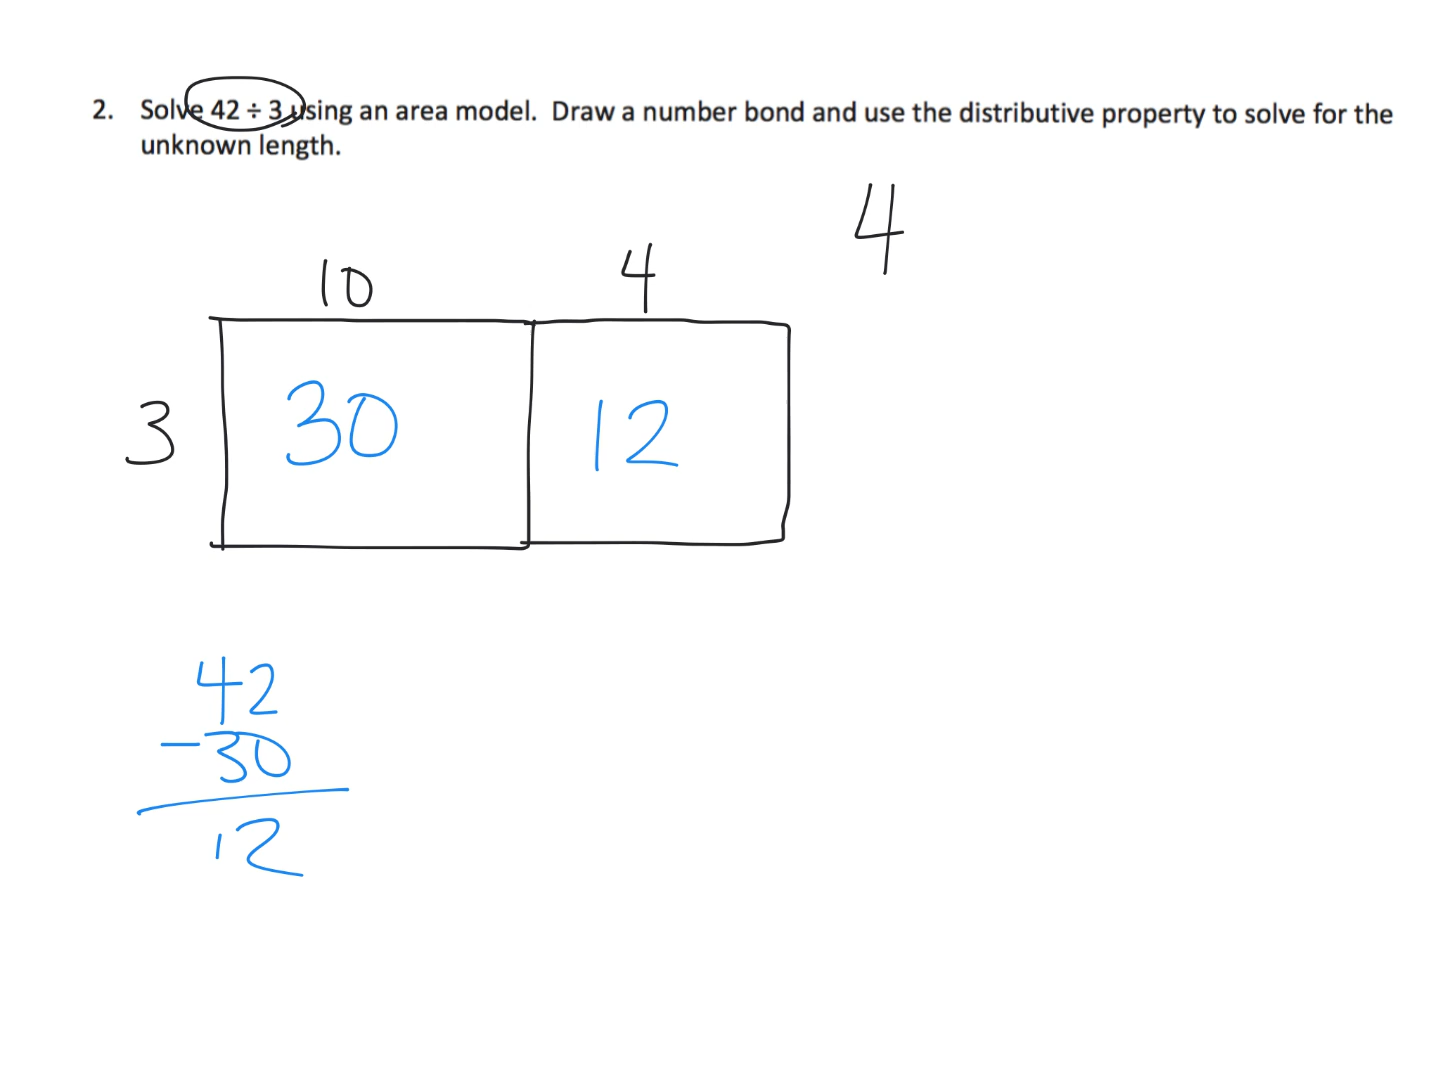 2. Solve 42 ÷ 3 using an area model. Draw a number bond and use the distributive property to solve for the
unknown length.
4
10 4
3 30 12
42
-30
12